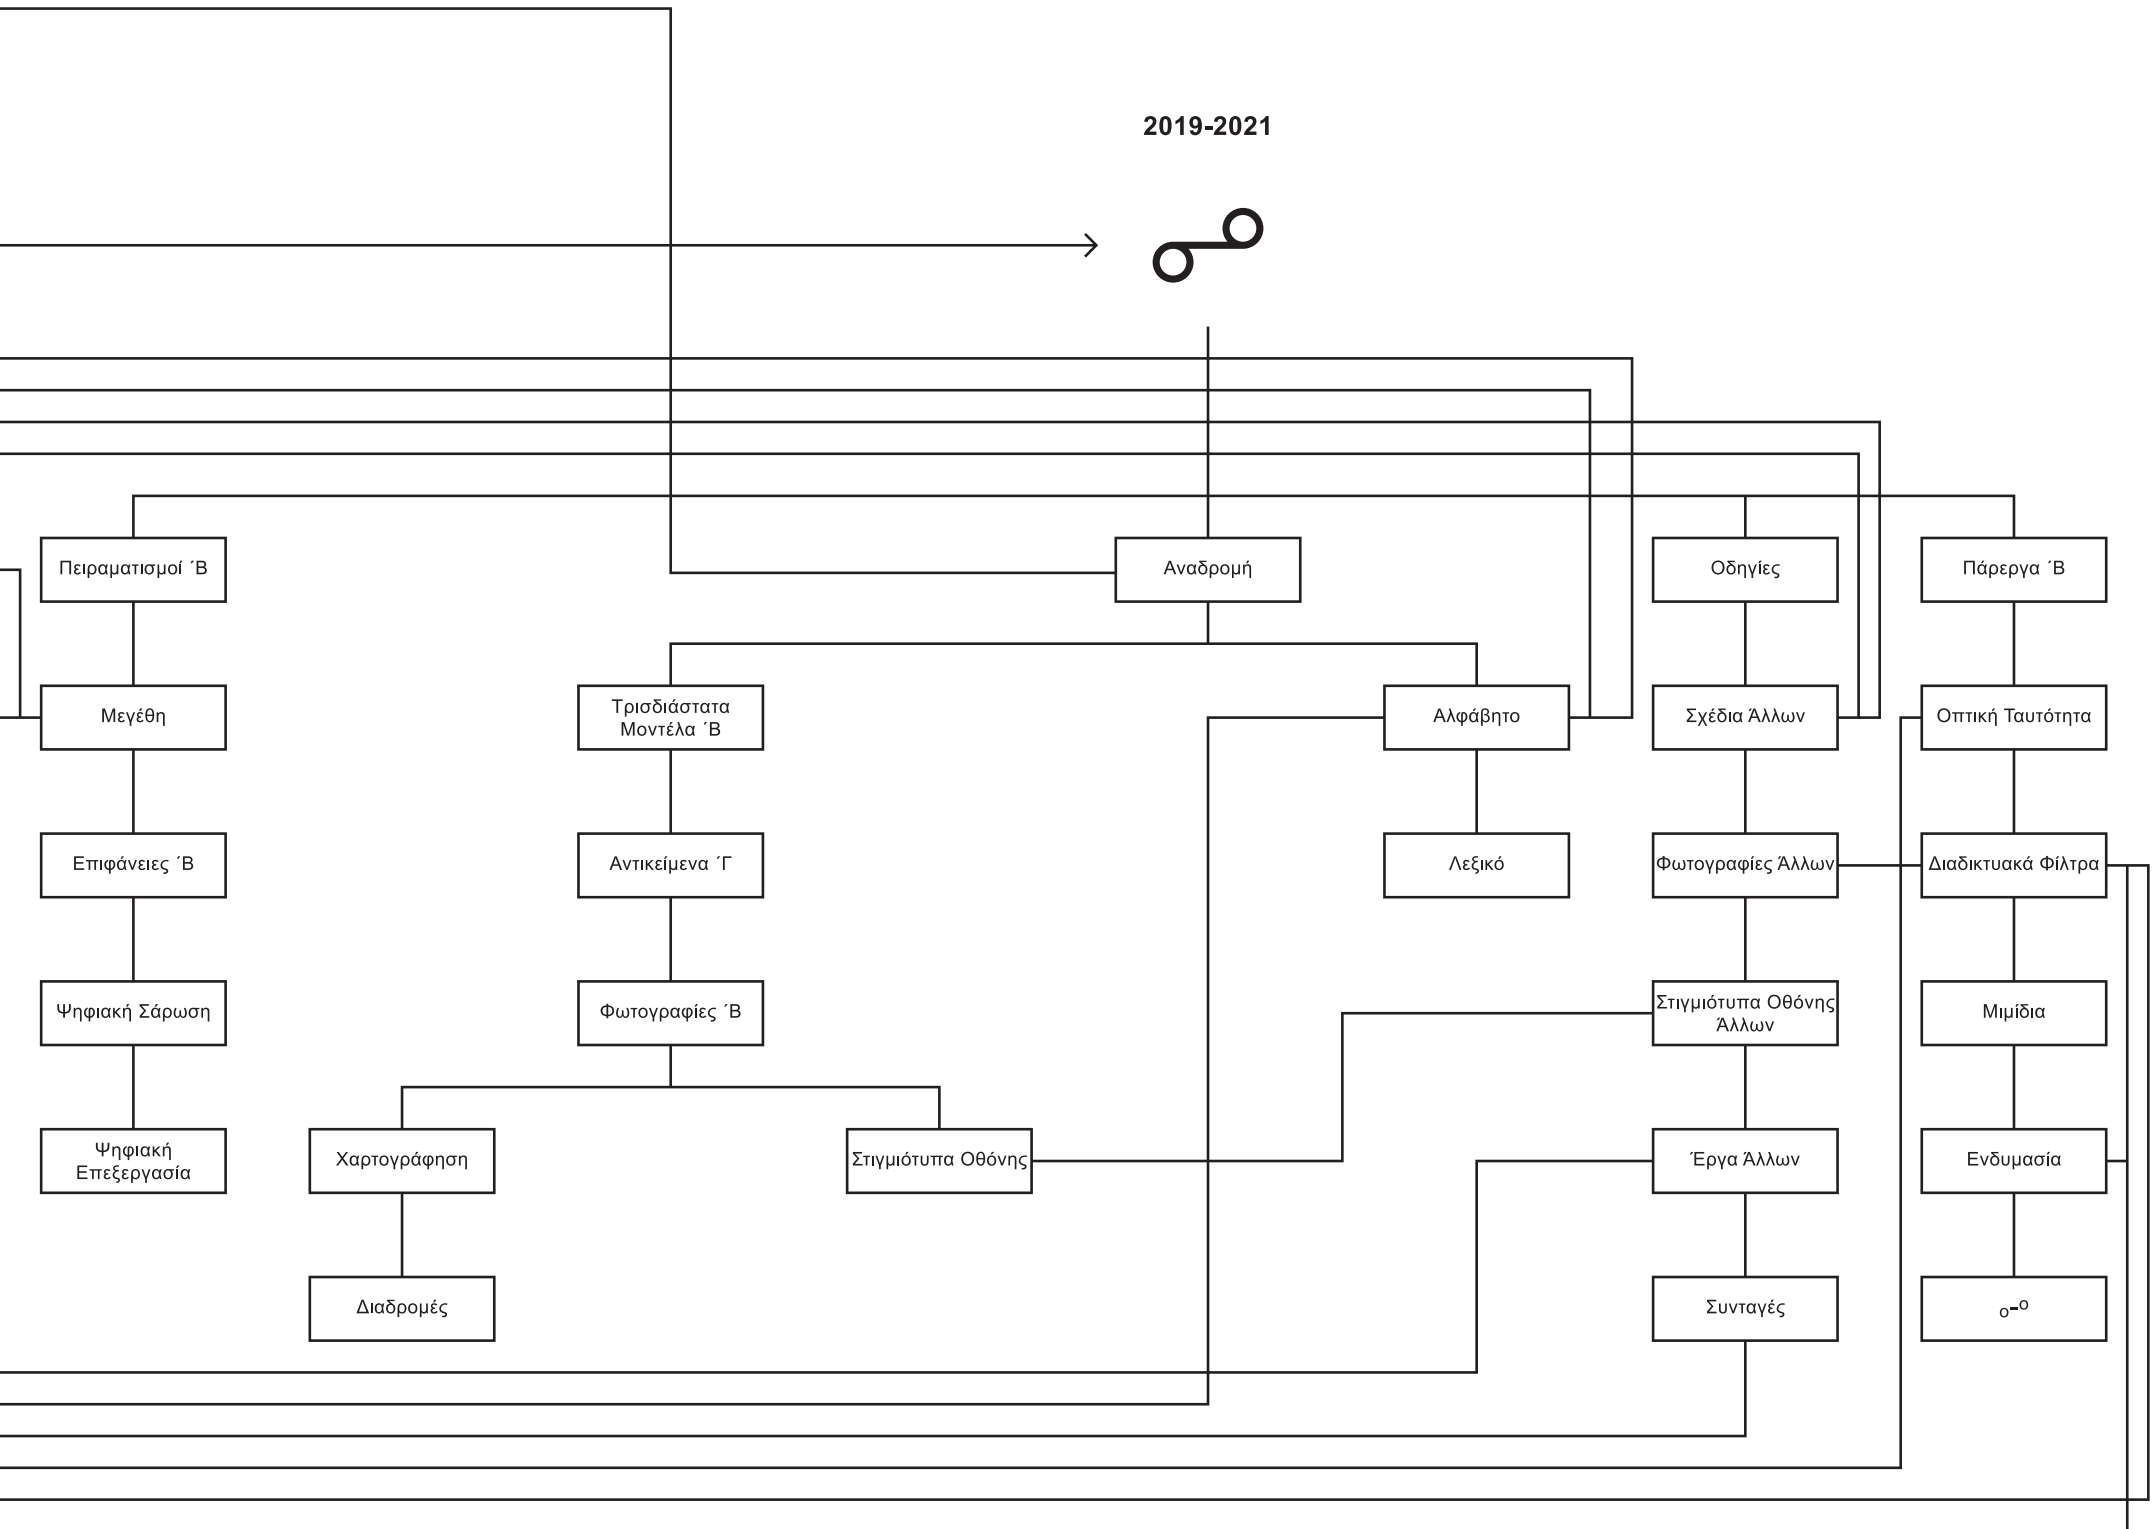 2019-2021
Πειραματισμοί ΄Β
Αναδρομή
Οδηγίες
Πάρεργα ΄Β
Μεγέθη
Τρισδιάστατα
Μοντέλα ΄Β
Αλφάβητο
Σχέδια Άλλων
Οπτική Ταυτότητα
Επιφάνειες ΄Β
Αντικείμενα ΄Γ
Λεξικό
Φωτογραφίες Άλλων
Διαδικτυακά Φίλτρα
Ψηφιακή Σάρωση
Φωτογραφίες ΄Β
Στιγμιότυπα Οθόνης
Άλλων
Μιμίδια
Ψηφιακή
Επεξεργασία
Χαρτογράφηση
Στιγμιότυπα Οθόνης
Έργα Άλλων
Ενδυμασία
Διαδρομές
Συνταγές
ο-ο